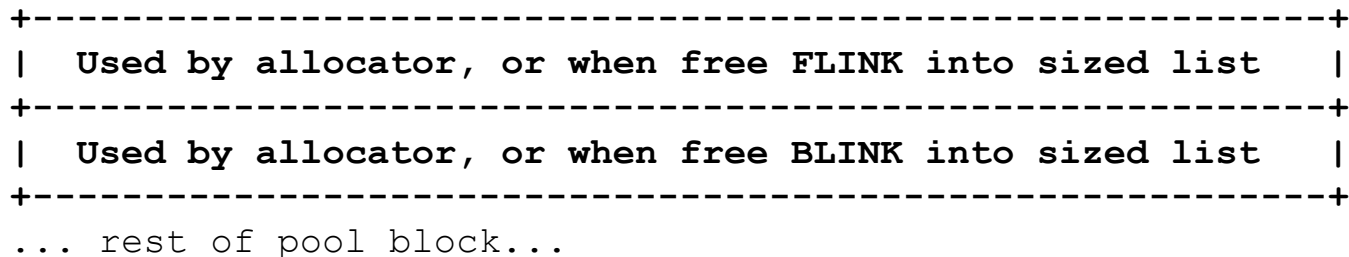 +-----------------------------------------------------------+
|  Used by allocator, or when free FLINK into sized list   |
+-----------------------------------------------------------+
|  Used by allocator, or when free BLINK into sized list   |
+-----------------------------------------------------------+
... rest of pool block...